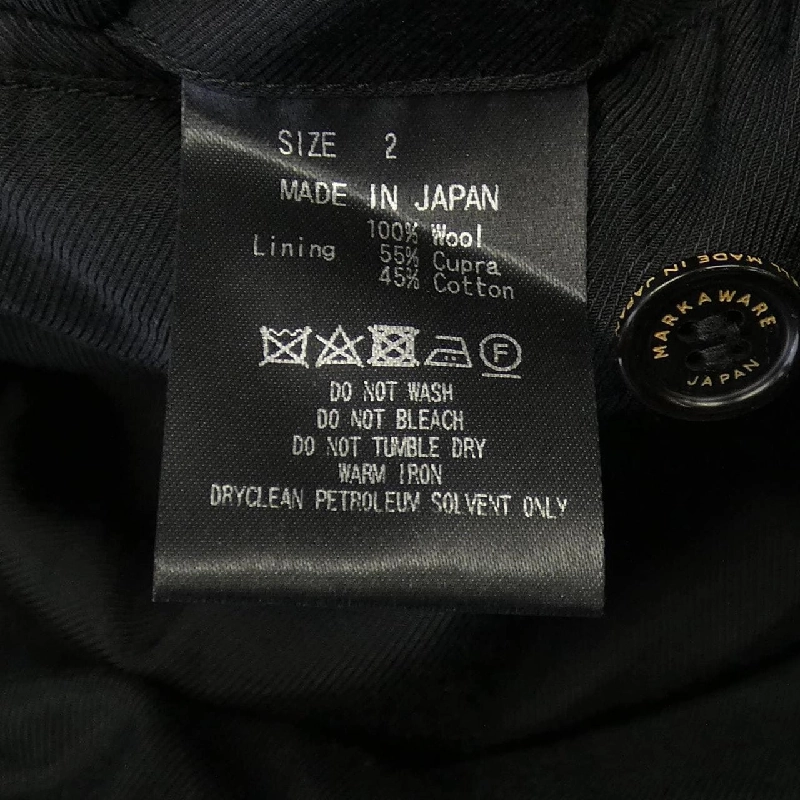 SIZE 2
MADE IN JAPAN
100% Wool
Lining 55% Cupra
45% Cotton
F
DO NOT WASH
DO NOT BLEACH
DO NOT TUMBLE DRY
WARM IRON
DRYCLEAN PETROLEUM SOLVENT ONLY
MARKAWARE
JAPAN
MADE IN JAPAN